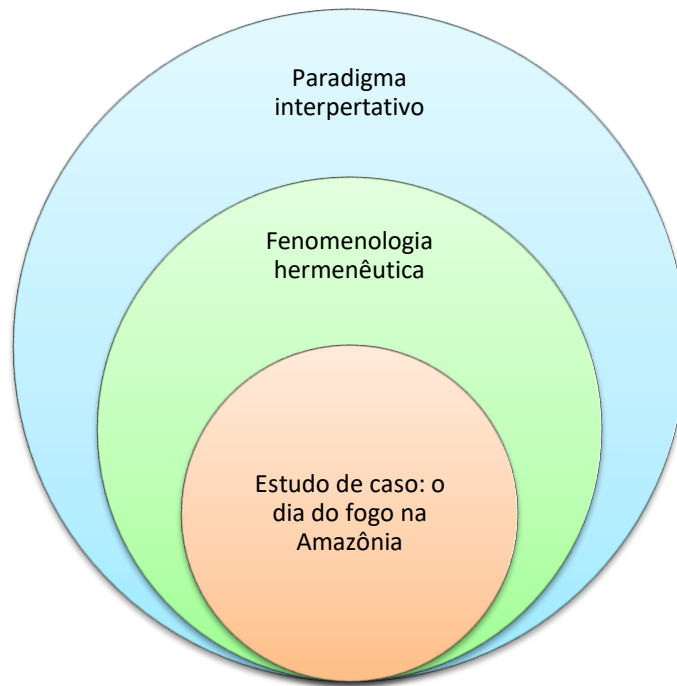 Paradigma
interpertativo
Fenomenologia
hermenêutica
Estudo de caso: o
dia do fogo na
Amazônia